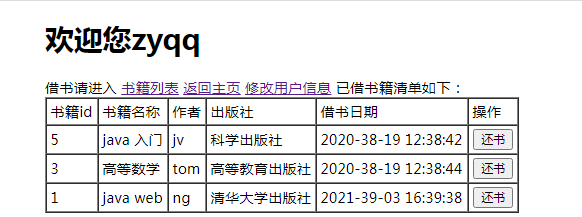 欢迎您zyqq
借书请进入 书籍列表 返回主页 修改用户信息 已借书籍清单如下：
书籍id 书籍名称 作者 出版社 借书日期 操作
5 java 入门 jv 科学出版社 2020-38-19 12:38:42 还书
3 高等数学 tom 高等教育出版社 2020-38-19 12:38:44 还书
1 java web ng 清华大学出版社 2021-39-03 16:39:38 还书